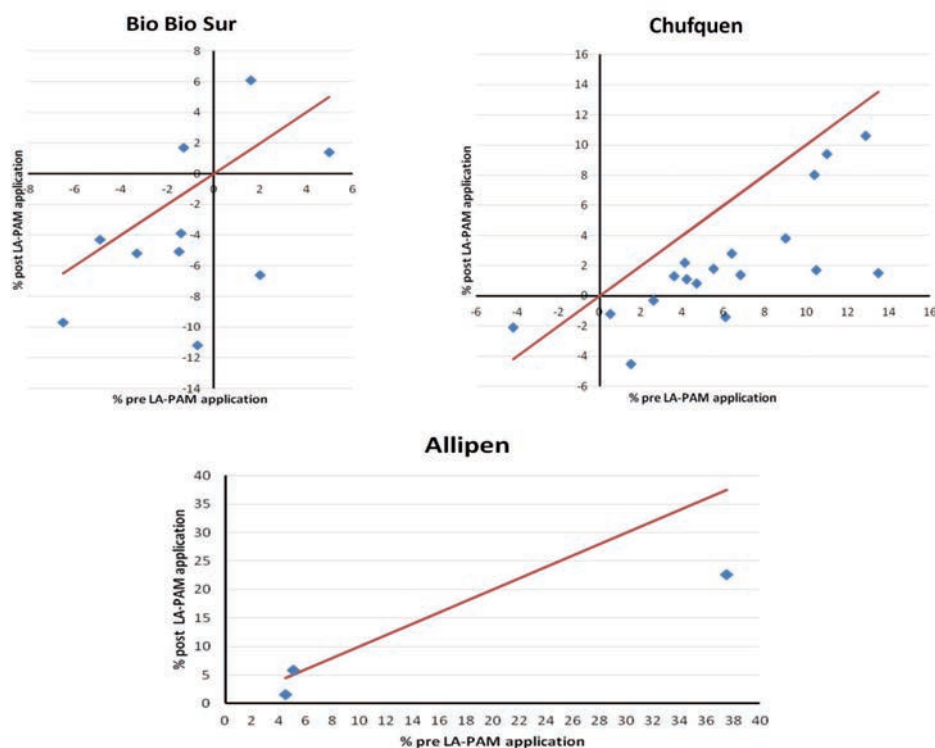 Bio Bio Sur
8
6
4
2
0
-8 -6 -4 -2 0 2 4 6
-2
-4
-6
-8
-10
-12
-14
% post LA-PAM application
% pre LA-PAM application
Chufquen
16
14
12
10
8
6
4
2
0
-6 -4 -2 0 2 4 6 8 10 12 14 16
-2
-4
-6
% post LA-PAM application
% pre LA-PAM application
Allipen
40
35
30
25
20
15
10
5
0
0 2 4 6 8 10 12 14 16 18 20 22 24 26 28 30 32 34 36 38 40
% post LA-PAM application
% pre LA-PAM application